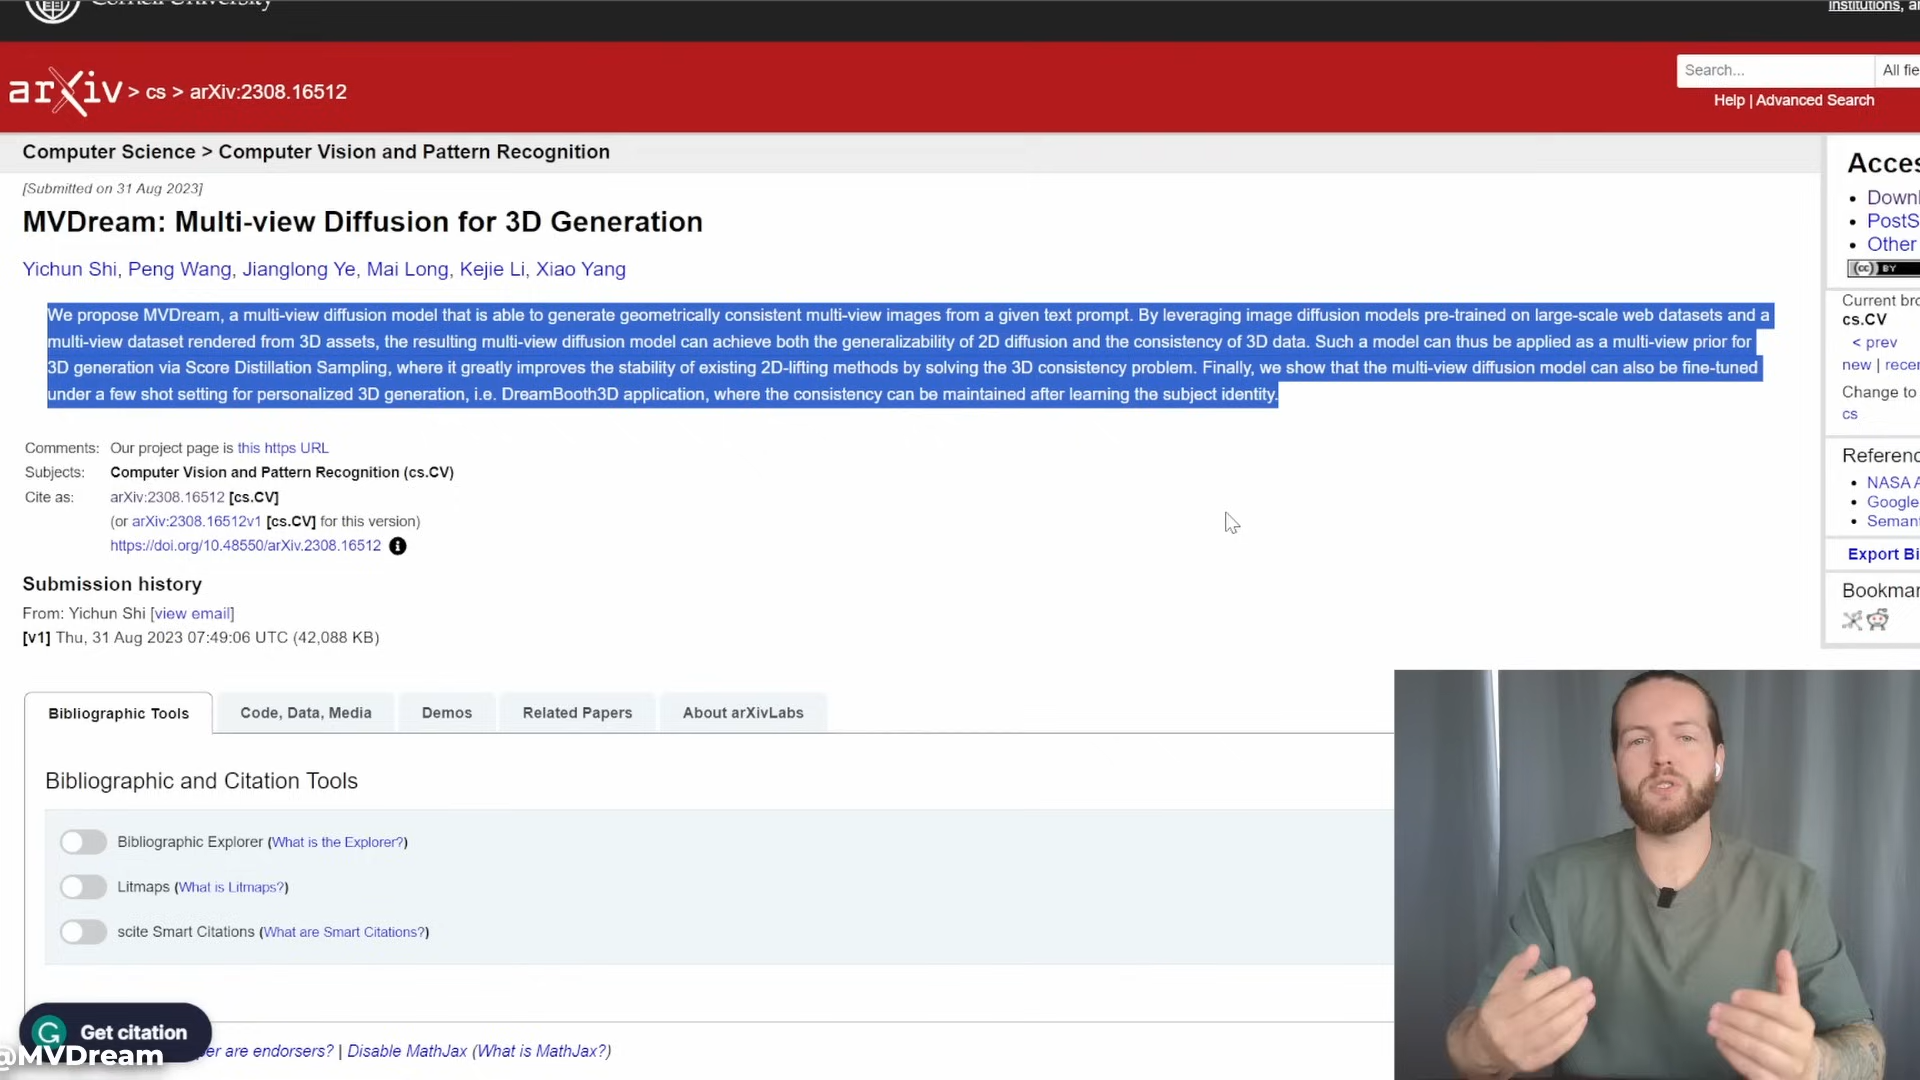 Cornell University
Institutions,
arXiv > cs > arXiv:2308.16512
Search...
All fie
Help | Advanced Search
Computer Science > Computer Vision and Pattern Recognition
[Submitted on 31 Aug 2023]
MVDream: Multi-view Diffusion for 3D Generation
Yichun Shi, Peng Wang, Jianglong Ye, Mai Long, Kejie Li, Xiao Yang
We propose MVDream, a multi-view diffusion model that is able to generate geometrically consistent multi-view images from a given text prompt. By leveraging image diffusion models pre-trained on large-scale web datasets and a
multi-view dataset rendered from 3D assets, the resulting multi-view diffusion model can achieve both the generalizability of 2D diffusion and the consistency of 3D data. Such a model can thus be applied as a multi-view prior for
3D generation via Score Distillation Sampling, where it greatly improves the stability of existing 2D-lifting methods by solving the 3D consistency problem. Finally, we show that the multi-view diffusion model can also be fine-tuned
under a few shot setting for personalized 3D generation, i.e. DreamBooth3D application, where the consistency can be maintained after learning the subject identity.
Comments: Our project page is this https URL
Subjects: Computer Vision and Pattern Recognition (cs.CV)
Cite as: arXiv:2308.16512 [cs.CV]
(or arXiv:2308.16512v1 [cs.CV] for this version)
https://doi.org/10.48550/arXiv.2308.16512
Submission history
From: Yichun Shi [view email]
[v1] Thu, 31 Aug 2023 07:49:06 UTC (42,088 KB)
Bibliographic Tools
Code, Data, Media
Demos
Related Papers
About arXivLabs
Bibliographic and Citation Tools
Bibliographic Explorer (What is the Explorer?)
Litmaps (What is Litmaps?)
scite Smart Citations (What are Smart Citations?)
Get citation
@MVDream
per are endorsers? | Disable MathJax (What is MathJax?)
Acces
Downl
PostS
Other
(cc) BY
Current bro
cs.CV
< prev
new | recen
Change to
cs
Referenc
NASA A
Google
Seman
Export Bi
Bookmar